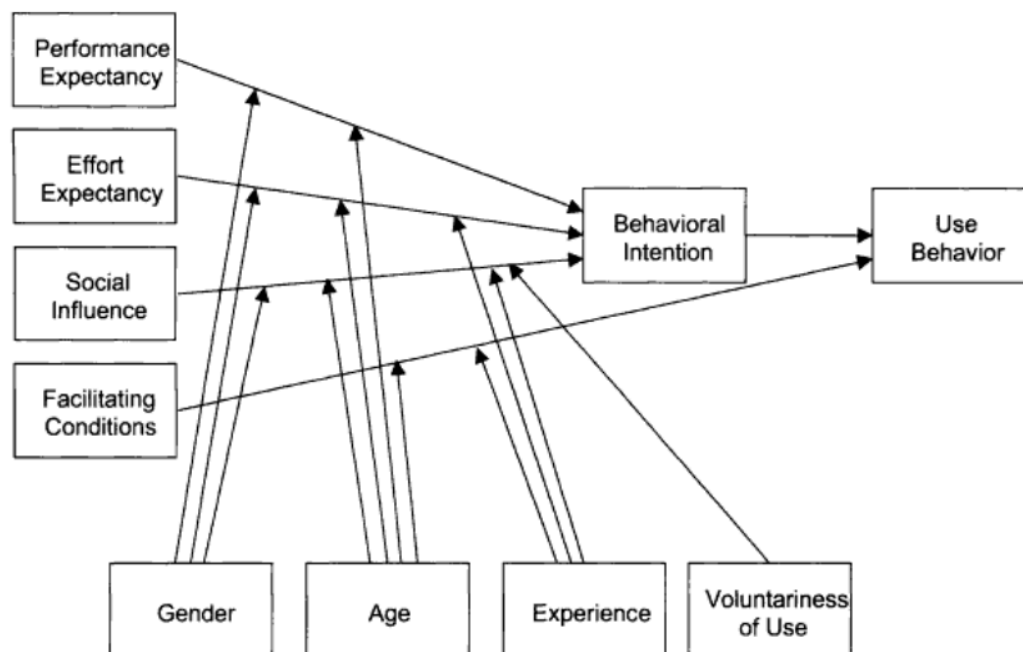 Performance
Expectancy
Effort
Expectancy
Social
Influence
Facilitating
Conditions
Behavioral
Intention
Use
Behavior
Gender
Age
Experience
Voluntariness
of Use